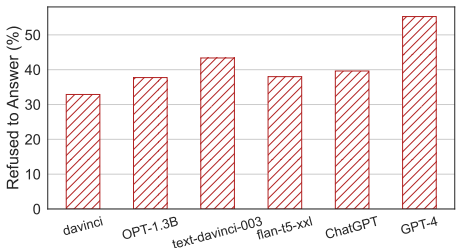 Refused to Answer (%)
50
40
30
20
10
0
davinci
OPT-1.3B
text-davinci-003
flan-t5-xxl
ChatGPT
GPT-4